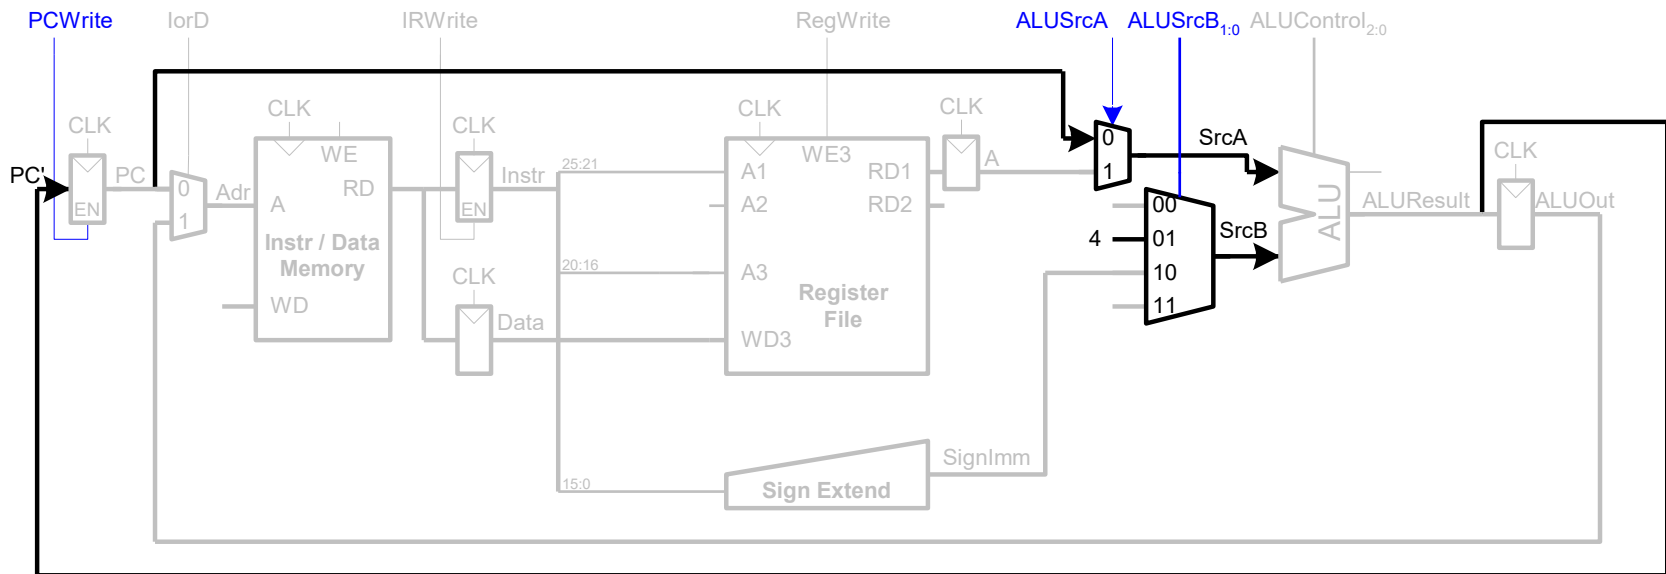 PCWrite IorD IRWrite RegWrite ALUSrcA ALUSrcB1:0 ALUControl2:0
CLK CLK CLK CLK CLK CLK CLK
PC' PC EN
0 1 Adr
WE RD A
Instr / Data
Memory
WD
EN Instr
CLK
Data
25:21
20:16
15:0
A1 WE3 RD1
A2 RD2
A3
Register
File
WD3
A
Sign Extend
SignImm
0
1
SrcA
00
4 01
10
11
SrcB
ALU
ALUResult ALUOut